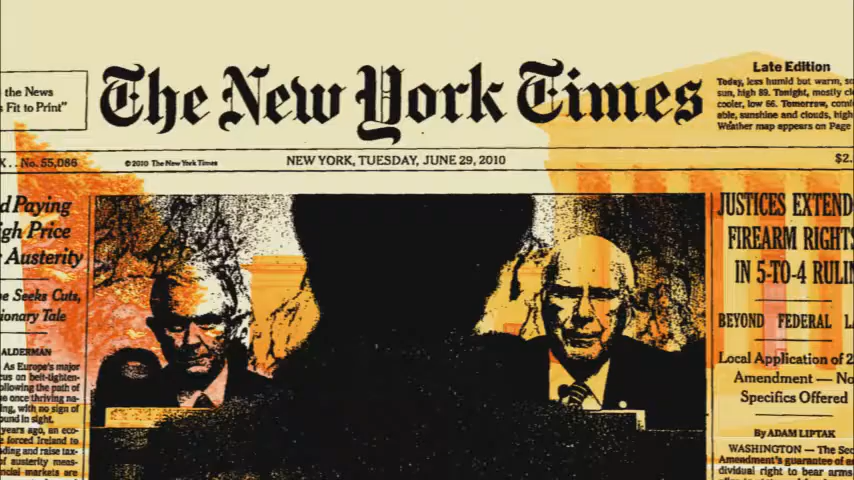 the News
s Fit to Print"
The New York Times
Late Edition
Today, less humid but warm,
sun, high 89. Tonight, mostly
cooler, low 66. Tomorrow,
able, sunshine and clouds, high
Weather map appears on Page
No. 55,086
© 2010 The New York Times
NEW YORK, TUESDAY, JUNE 29, 2010
$2.
d Paying
gh Price
r Austerity
e Seeks Cuts,
ionary Tale
ALDERMAN
As Europe's major
us on belt-tighten-
ollowing the path of
e once thriving na-
ing, with no sign of
ound in sight.
years ago, an eco-
e forced Ireland to
ding and raise tax-
of austerity meas-
ncial markets are
JUSTICES EXTEND
FIREARM RIGHTS
IN 5-TO-4 RULIN
BEYOND FEDERAL
Local Application of 2
Amendment — No
Specifics Offered
By ADAM LIPTAK
WASHINGTON — The Sec
Amendment's guarantee of
dividual right to bear arms